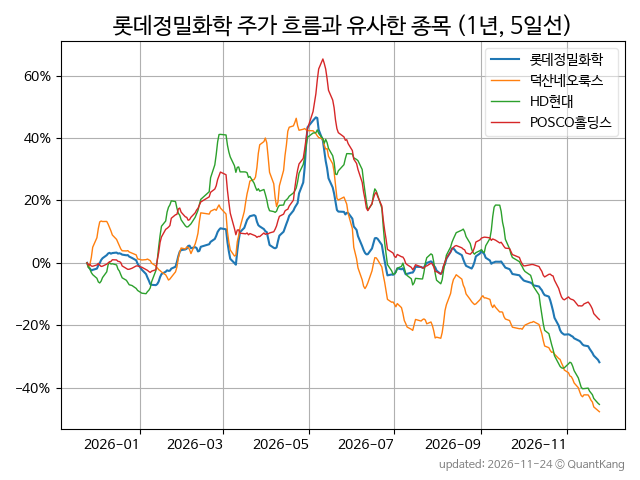 롯데정밀화학 주가 흐름과 유사한 종목 (1년, 5일선)
롯데정밀화학
덕산네오룩스
HD현대
POSCO홀딩스
60%
40%
20%
0%
−20%
−40%
2026-01 2026-03 2026-05 2026-07 2026-09 2026-11
updated: 2026-11-24 © QuantKang